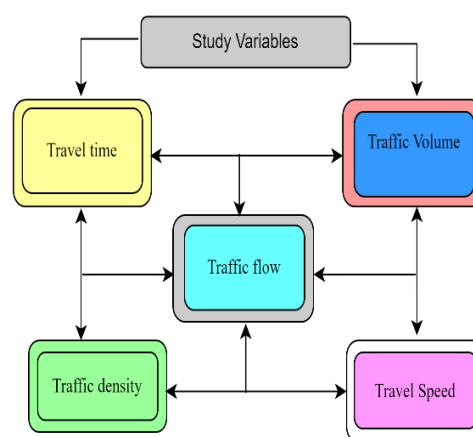 Study Variables
Travel time
Traffic Volume
Traffic flow
Traffic density
Travel Speed